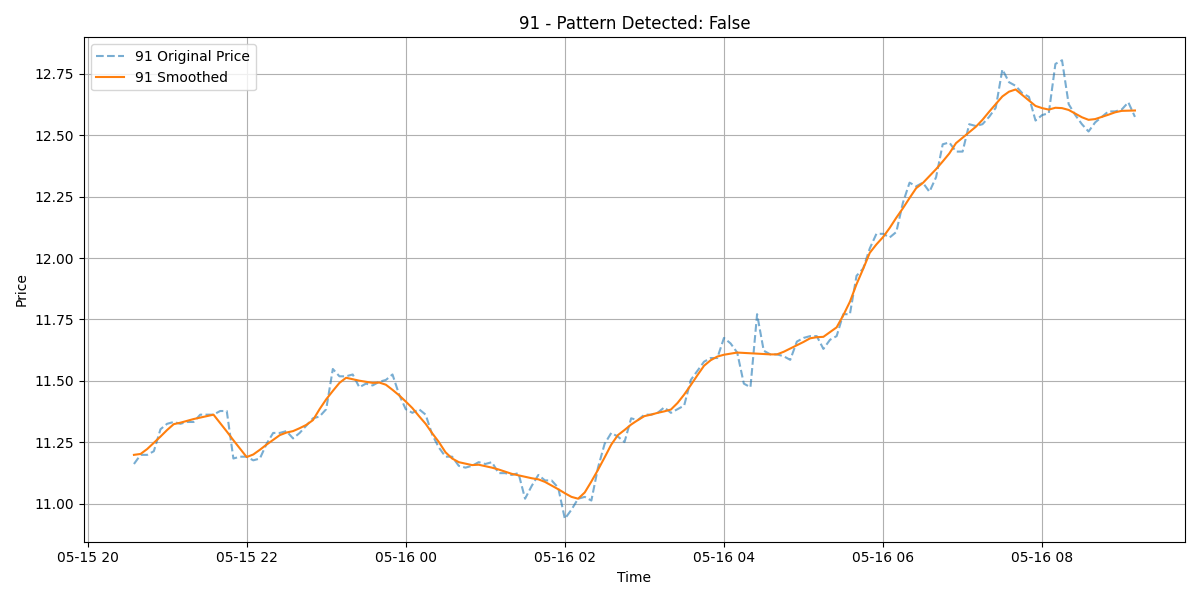 91 - Pattern Detected: False
91 Original Price
91 Smoothed
Price
12.75
12.50
12.25
12.00
11.75
11.50
11.25
11.00
05-15 20 05-15 22 05-16 00 05-16 02 05-16 04 05-16 06 05-16 08
Time